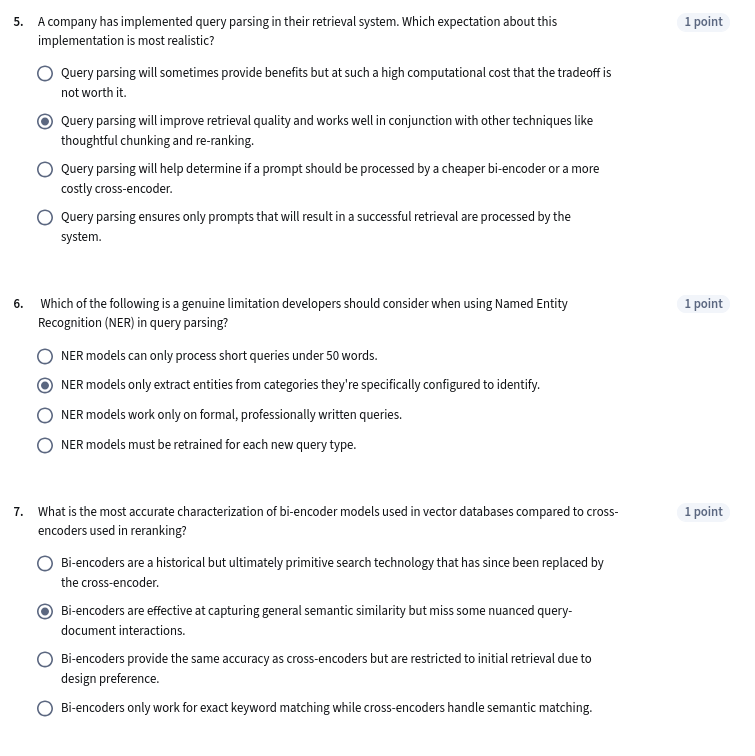 5. A company has implemented query parsing in their retrieval system. Which expectation about this 1 point
implementation is most realistic?
Query parsing will sometimes provide benefits but at such a high computational cost that the tradeoff is
not worth it.
Query parsing will improve retrieval quality and works well in conjunction with other techniques like
thoughtful chunking and re-ranking.
Query parsing will help determine if a prompt should be processed by a cheaper bi-encoder or a more
costly cross-encoder.
Query parsing ensures only prompts that will result in a successful retrieval are processed by the
system.
6. Which of the following is a genuine limitation developers should consider when using Named Entity 1 point
Recognition (NER) in query parsing?
NER models can only process short queries under 50 words.
NER models only extract entities from categories they're specifically configured to identify.
NER models work only on formal, professionally written queries.
NER models must be retrained for each new query type.
7. What is the most accurate characterization of bi-encoder models used in vector databases compared to cross- 1 point
encoders used in reranking?
Bi-encoders are a historical but ultimately primitive search technology that has since been replaced by
the cross-encoder.
Bi-encoders are effective at capturing general semantic similarity but miss some nuanced query-
document interactions.
Bi-encoders provide the same accuracy as cross-encoders but are restricted to initial retrieval due to
design preference.
Bi-encoders only work for exact keyword matching while cross-encoders handle semantic matching.